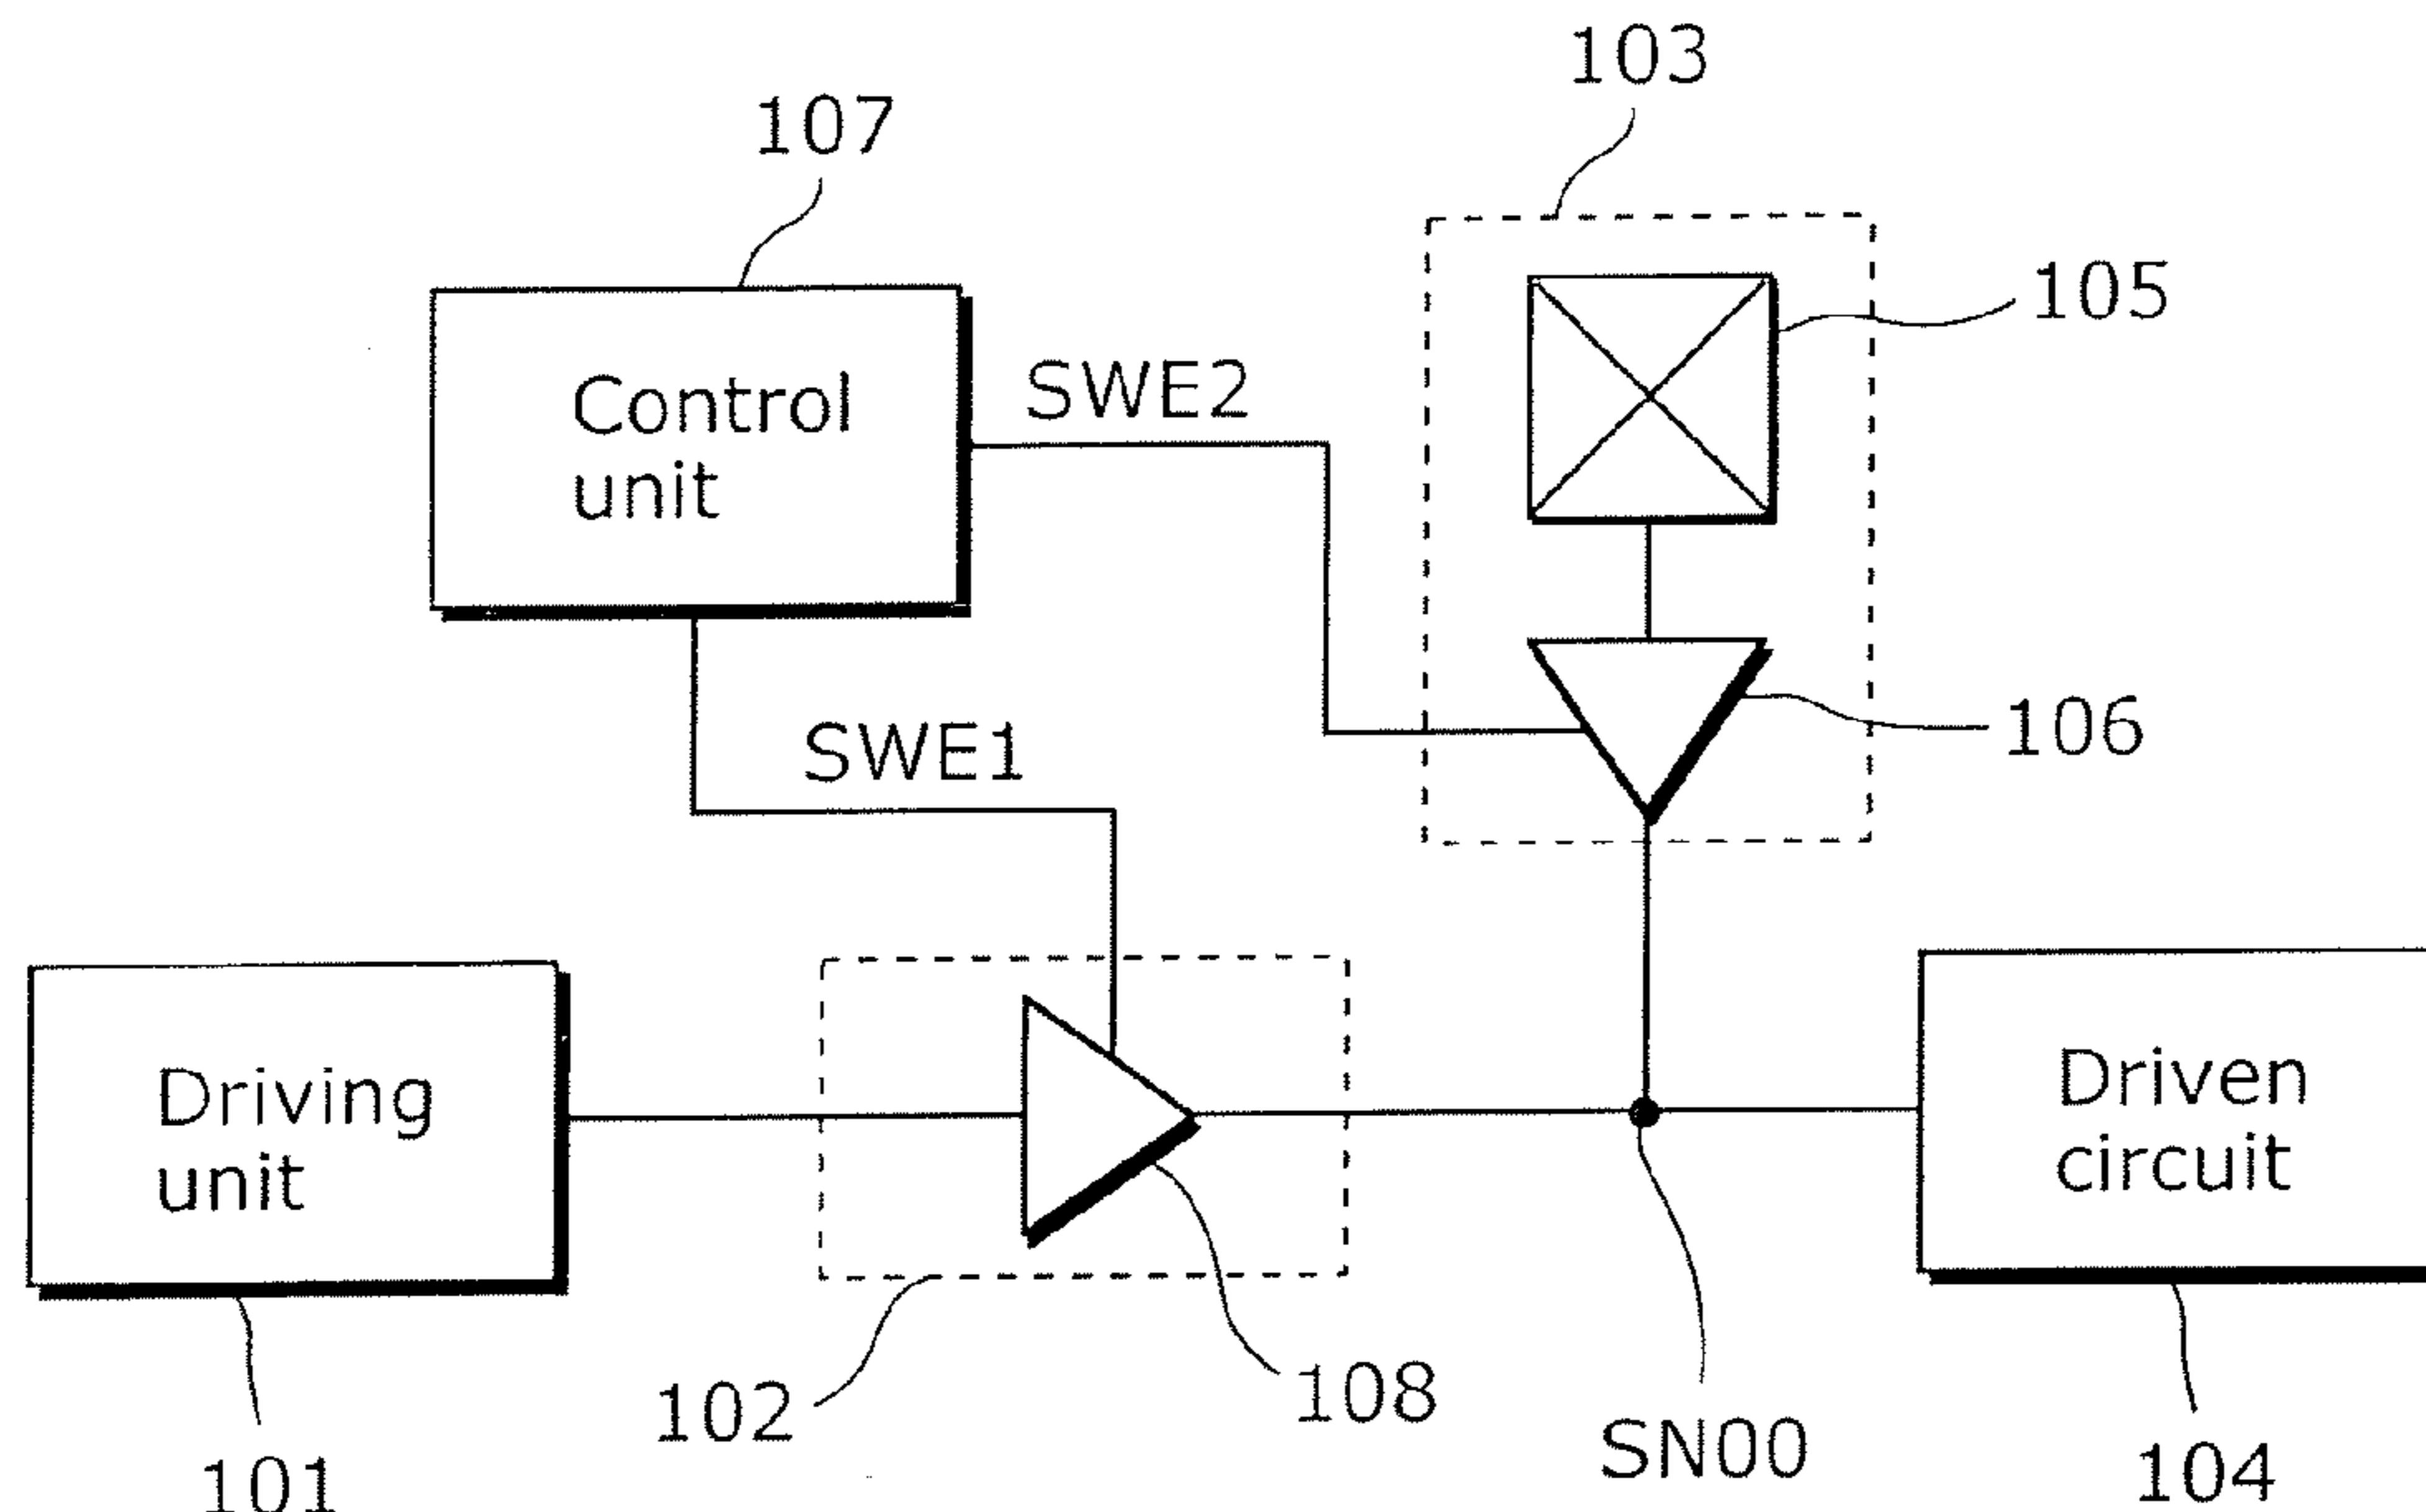 103
107
105
Control
unit
SWE2
106
SWE1
Driving
unit
Driven
circuit
102
108
SN00
101
104